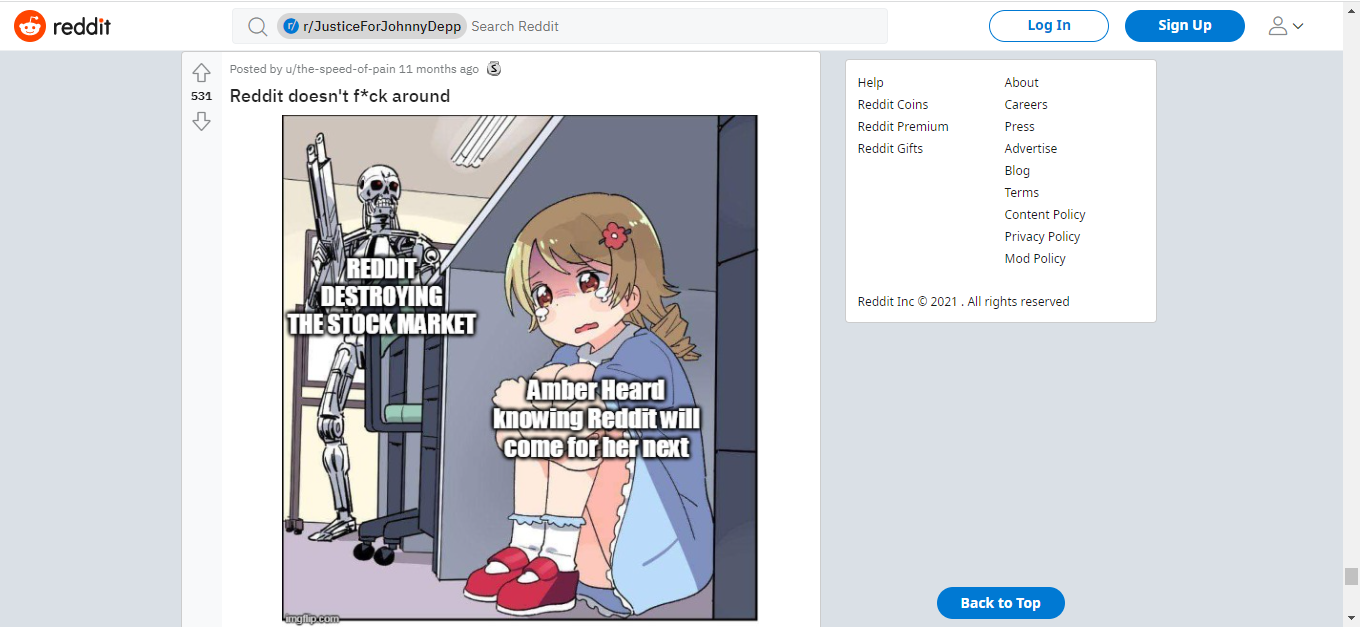 reddit
r/JusticeForJohnnyDepp Search Reddit
Log In
Sign Up
Posted by u/the-speed-of-pain 11 months ago
531
Reddit doesn't f*ck around
REDDIT
DESTROYING
THE STOCK MARKET
Amber Heard
knowing Reddit will
come for her next
imgflip.com
Help
Reddit Coins
Reddit Premium
Reddit Gifts
About
Careers
Press
Advertise
Blog
Terms
Content Policy
Privacy Policy
Mod Policy
Reddit Inc © 2021 . All rights reserved
Back to Top